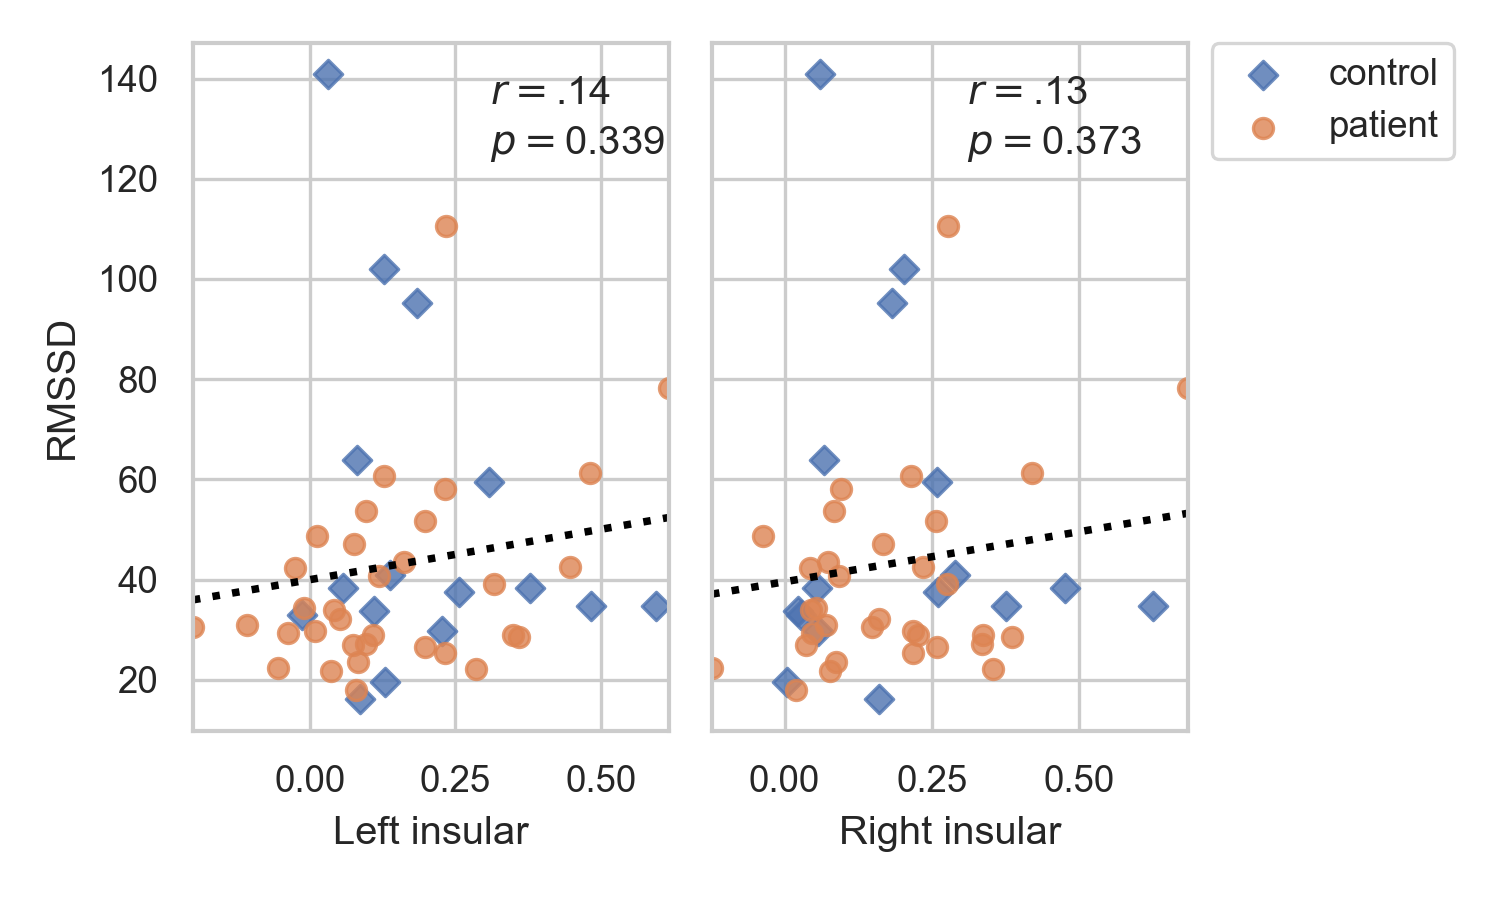 140
120
100
80
60
40
20
RMSSD
r = .14
p = 0.339
0.00 0.25 0.50
Left insular
r = .13
p = 0.373
0.00 0.25 0.50
Right insular
control
patient